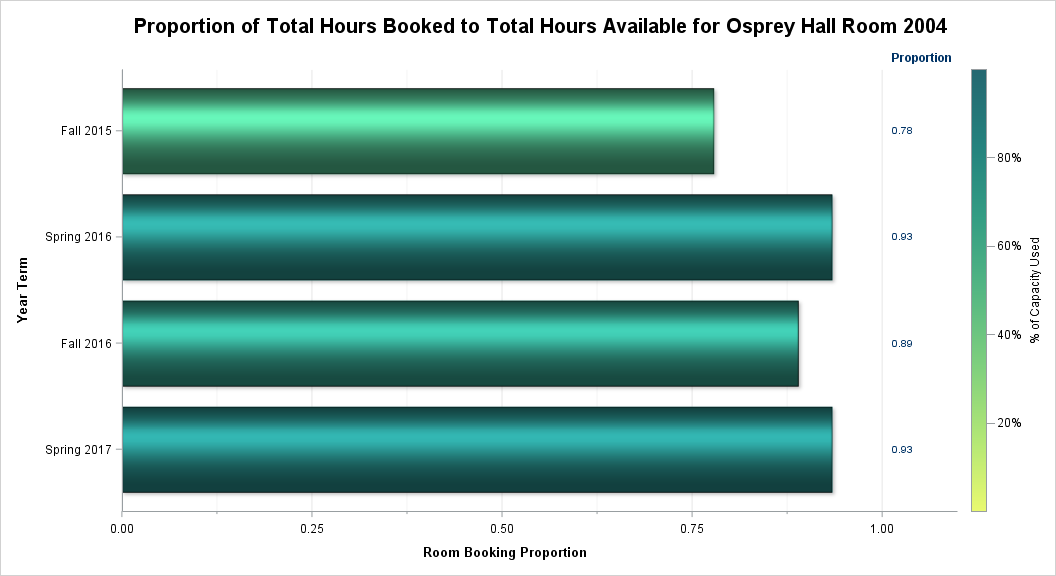 Proportion of Total Hours Booked to Total Hours Available for Osprey Hall Room 2004
Proportion
Fall 2015
0.78
80%
Spring 2016
0.93
60%
Year Term
% of Capacity Used
Fall 2016
0.89
40%
20%
Spring 2017
0.93
0.00
0.25
0.50
0.75
1.00
Room Booking Proportion